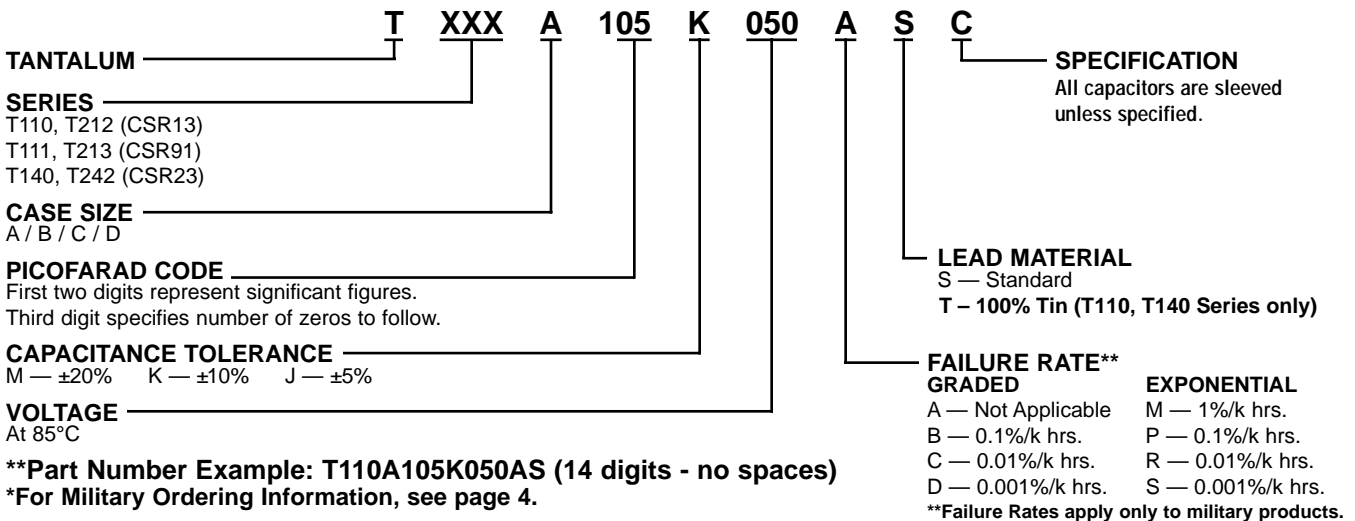 T XXX A 105 K 050 A S C
TANTALUM
SERIES
T110, T212 (CSR13)
T111, T213 (CSR91)
T140, T242 (CSR23)
CASE SIZE
A / B / C / D
PICOFARAD CODE
First two digits represent significant figures.
Third digit specifies number of zeros to follow.
CAPACITANCE TOLERANCE
M — ±20% K — ±10% J — ±5%
VOLTAGE
At 85°C
SPECIFICATION
All capacitors are sleeved
unless specified.
LEAD MATERIAL
S — Standard
T – 100% Tin (T110, T140 Series only)
FAILURE RATE**
GRADED EXPONENTIAL
A — Not Applicable M — 1%/k hrs.
B — 0.1%/k hrs. P — 0.1%/k hrs.
C — 0.01%/k hrs. R — 0.01%/k hrs.
D — 0.001%/k hrs. S — 0.001%/k hrs.
**Failure Rates apply only to military products.
**Part Number Example: T110A105K050AS (14 digits - no spaces)
*For Military Ordering Information, see page 4.